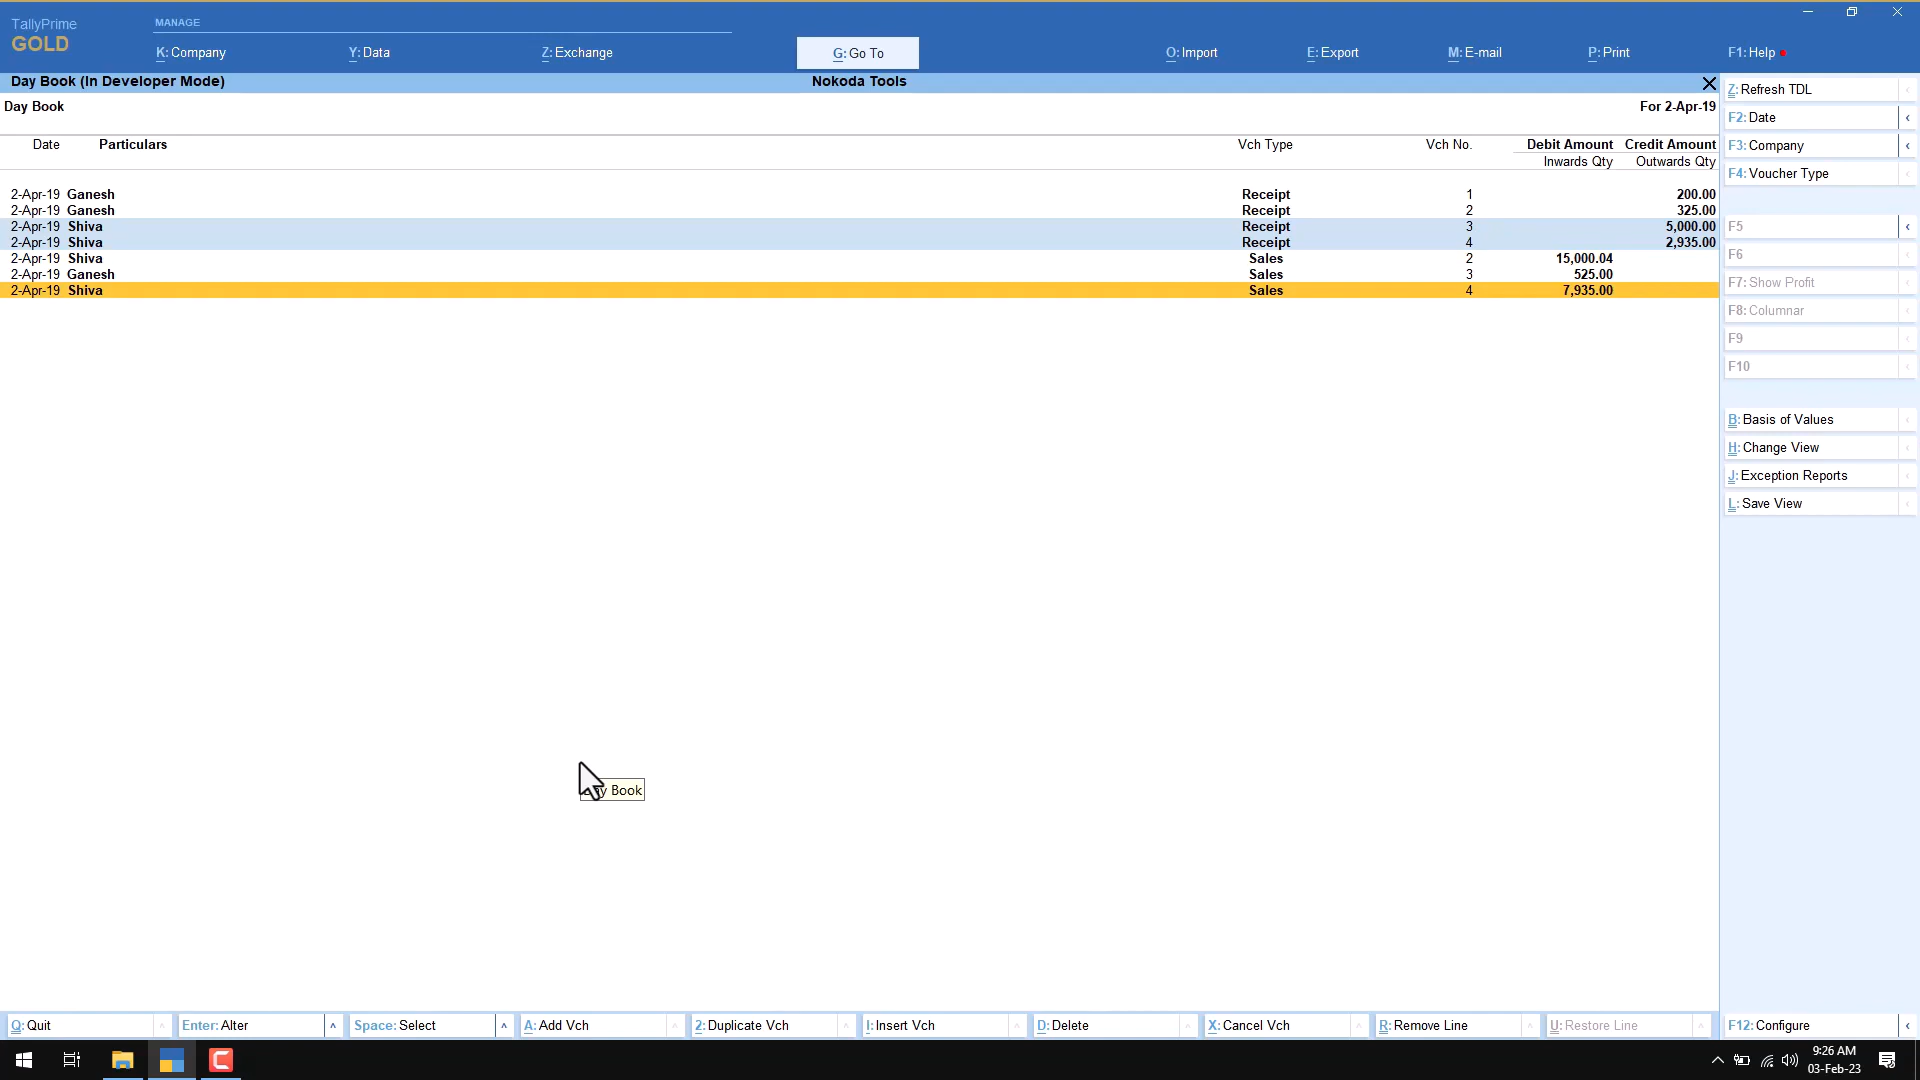 TallyPrime
GOLD
MANAGE
K: Company
Y: Data
Z: Exchange
G: Go To
O: Import
E: Export
M: E-mail
P: Print
F1: Help
Day Book (In Developer Mode)
Nokoda Tools
Day Book
For 2-Apr-19
Date Particulars Vch Type Vch No. Debit Amount Credit Amount
Inwards Qty Outwards Qty
2-Apr-19 Ganesh Receipt 1 200.00
2-Apr-19 Ganesh Receipt 2 325.00
2-Apr-19 Shiva Receipt 3 5,000.00
2-Apr-19 Shiva Receipt 4 2,935.00
2-Apr-19 Shiva Sales 2 15,000.04
2-Apr-19 Ganesh Sales 3 525.00
2-Apr-19 Shiva Sales 4 7,935.00
Z: Refresh TDL
F2: Date
F3: Company
F4: Voucher Type
F5
F6
F7: Show Profit
F8: Columnar
F9
F10
B: Basis of Values
H: Change View
J: Exception Reports
L: Save View
Book
Q: Quit
Enter: Alter
Space: Select
A: Add Vch
2: Duplicate Vch
I: Insert Vch
D: Delete
X: Cancel Vch
R: Remove Line
U: Restore Line
F12: Configure
9:26 AM
03-Feb-23